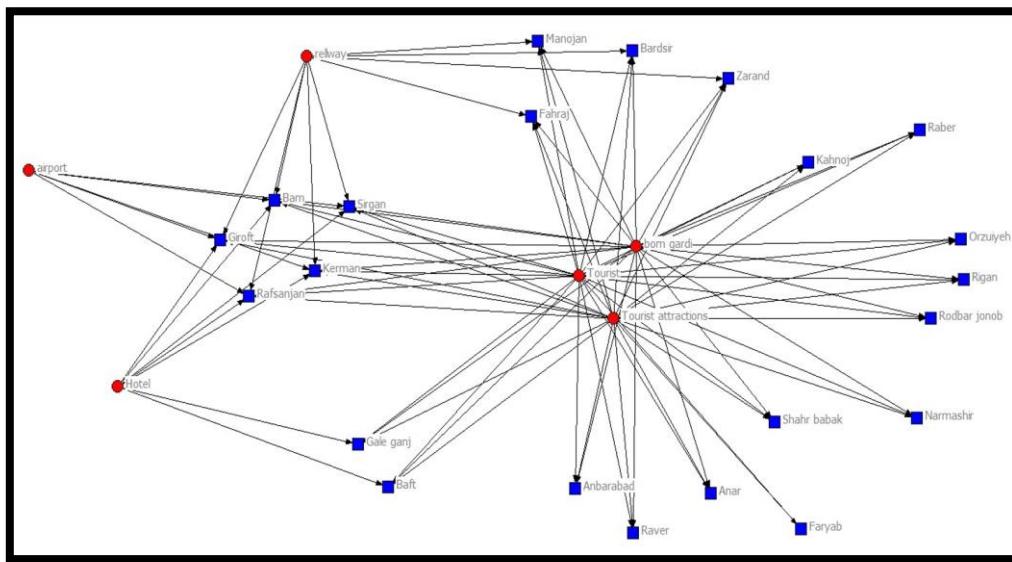 Manojan
relway
Bardsir
Zarand
Fahraj
Raber
Kahnoj
airport
Bam
Sirgan
Giroft
bom gardi
Orzuiyeh
Kerman
Tourist
Rigan
Rafsanjan
Tourist attractions
Rodbar jonob
Hotel
Narmashir
Shahr babak
Gale ganj
Baft
Anbarabad
Anar
Raver
Faryab